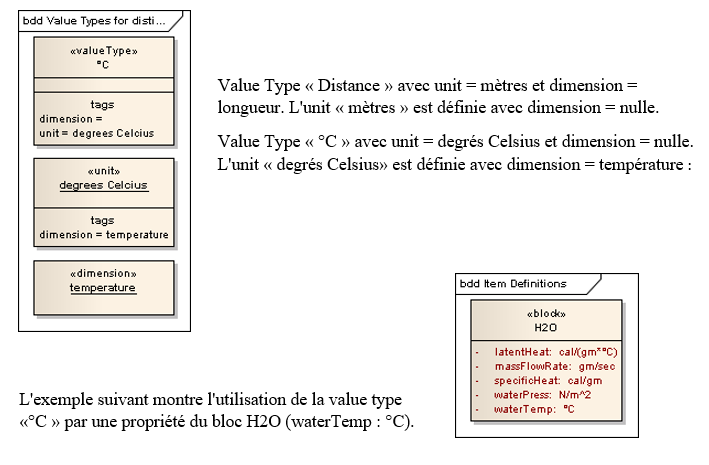 bdd Value Types for disti...
«valueType»
°C
tags
dimension =
unit = degrees Celcius
«unit»
degrees Celcius
tags
dimension = temperature
«dimension»
temperature
Value Type « Distance » avec unit = mètres et dimension =
longueur. L'unit « mètres » est définie avec dimension = nulle.
Value Type « °C » avec unit = degrés Celsius et dimension = nulle.
L'unit « degrés Celsius» est définie avec dimension = température :
bdd Item Definitions
«block»
H2O
- latentHeat: cal/(gm*°C)
- massFlowRate: gm/sec
- specificHeat: cal/gm
- waterPress: N/m^2
- waterTemp: °C
L'exemple suivant montre l'utilisation de la value type
«°C » par une propriété du bloc H2O (waterTemp : °C).